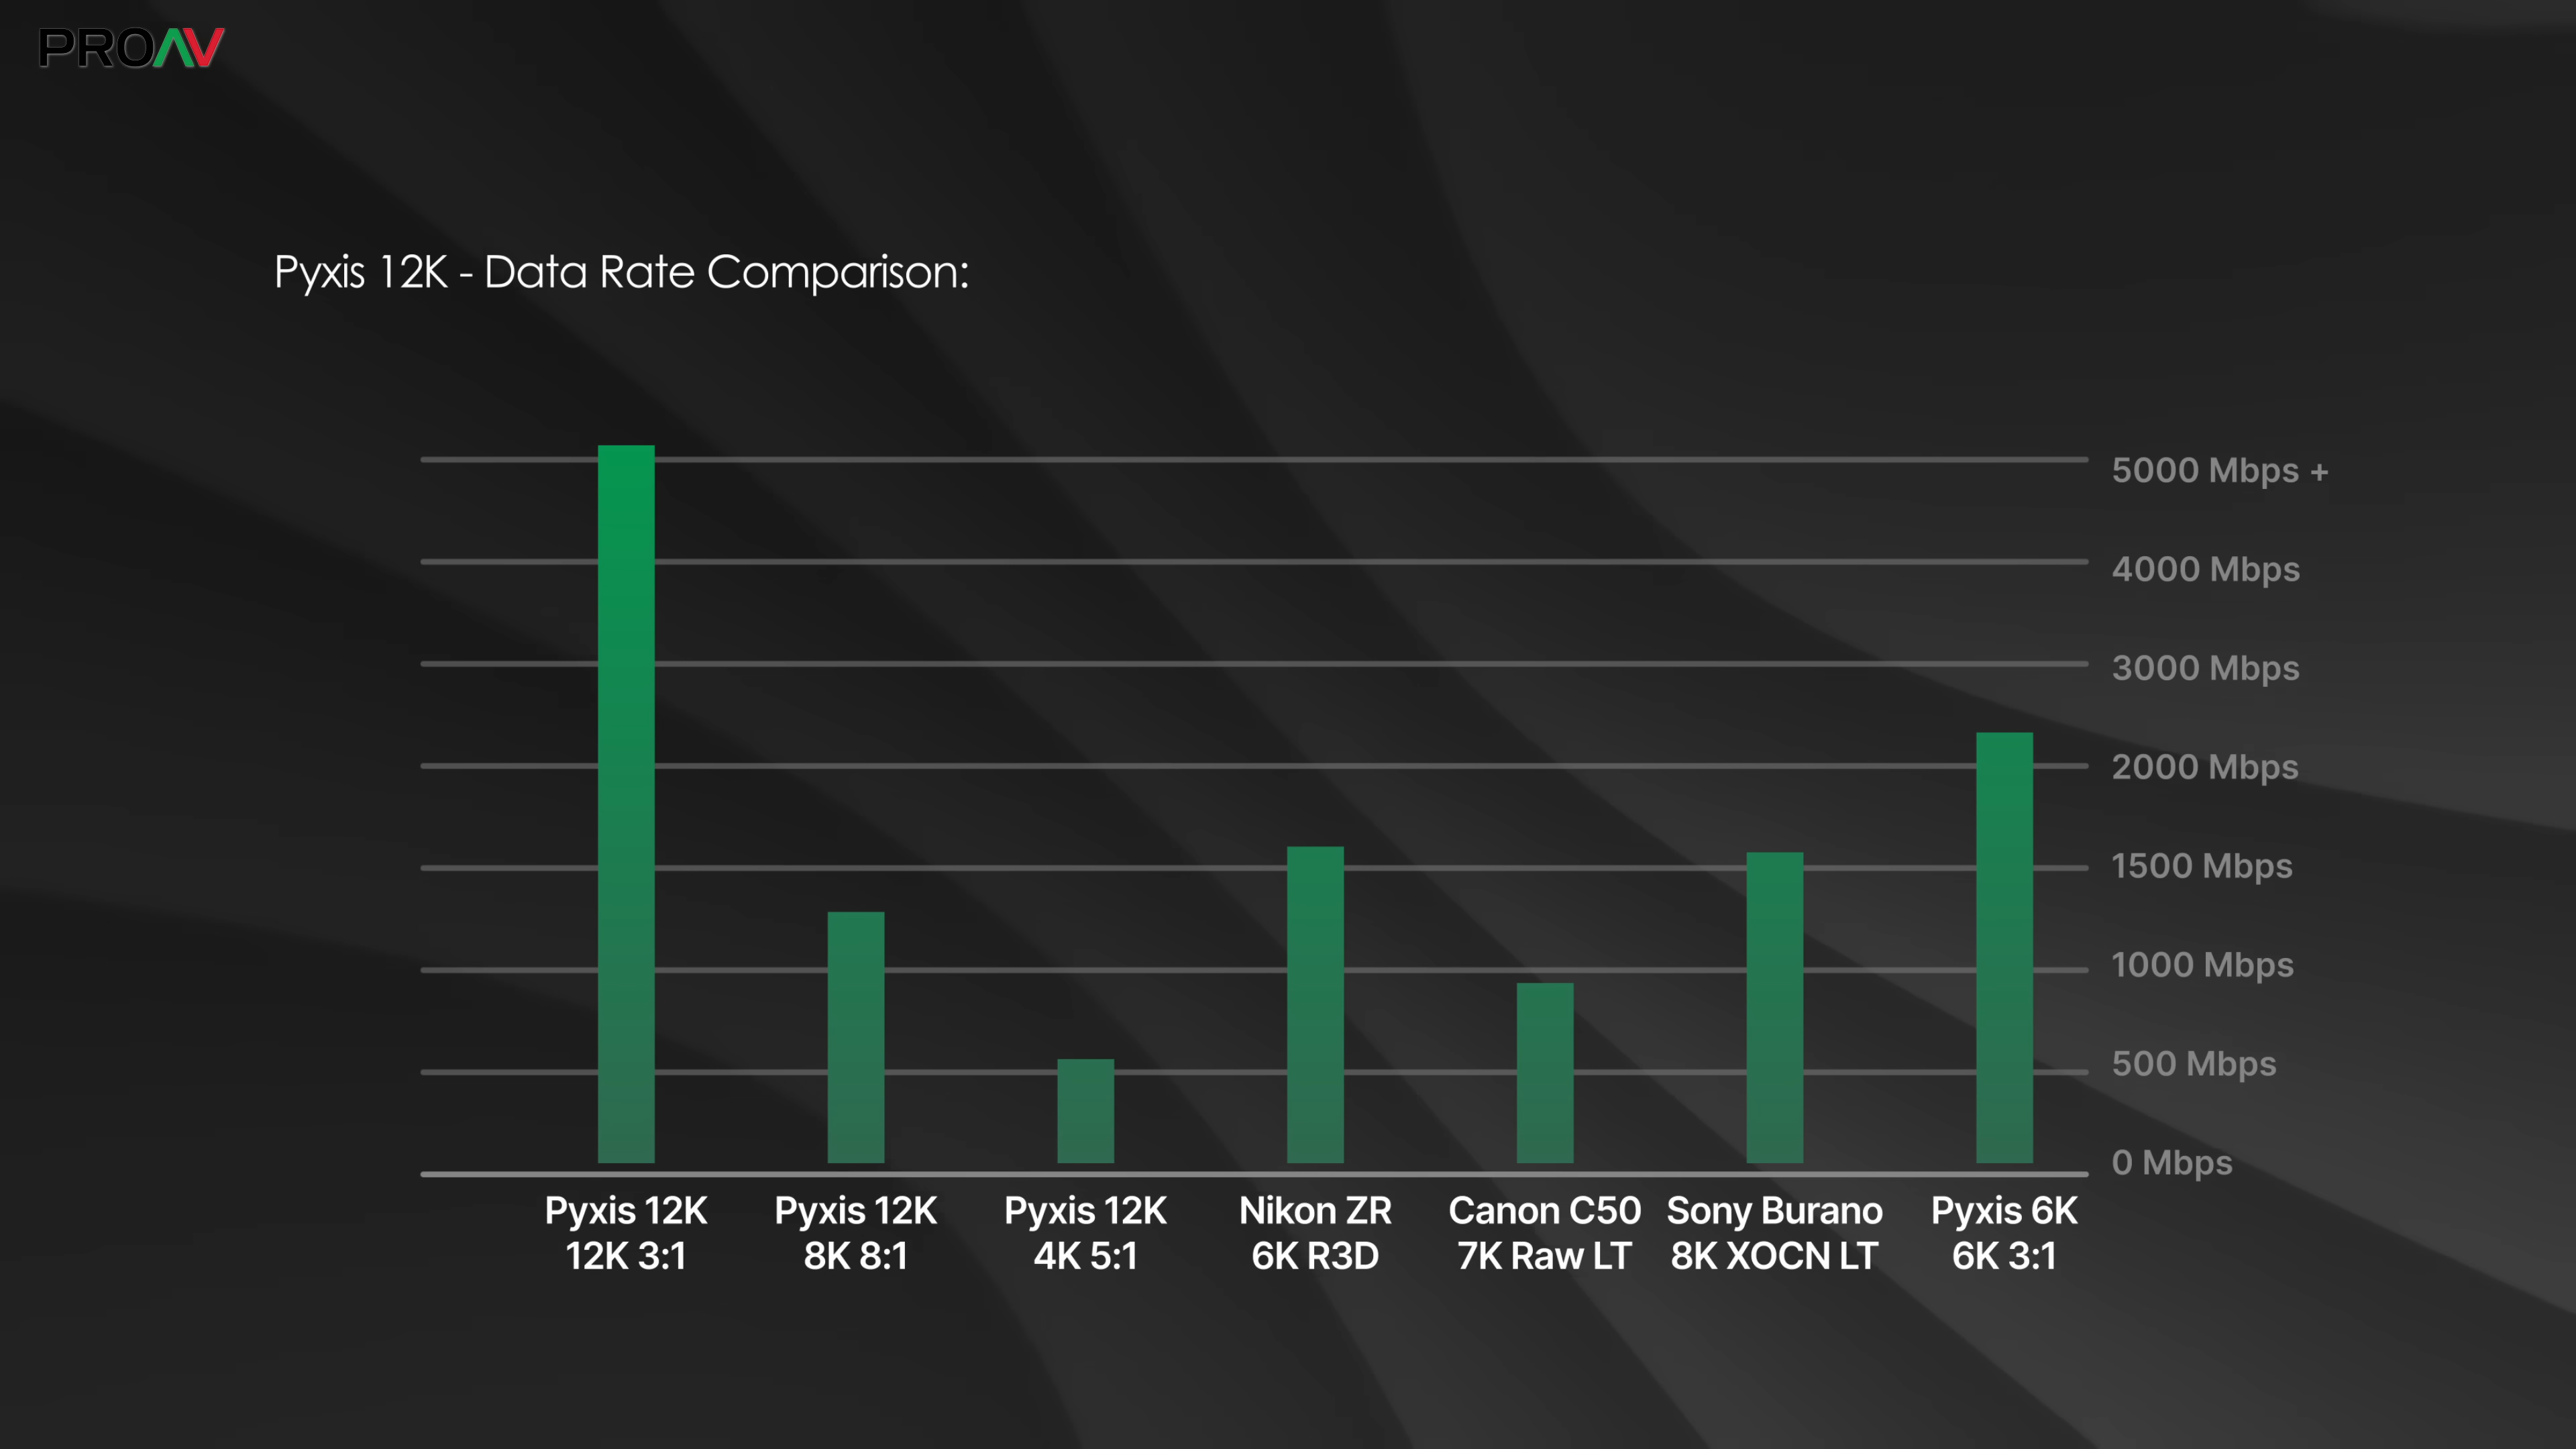 PROAV
Pyxis 12K - Data Rate Comparison:
5000 Mbps +
4000 Mbps
3000 Mbps
2000 Mbps
1500 Mbps
1000 Mbps
500 Mbps
0 Mbps
Pyxis 12K
12K 3:1
Pyxis 12K
8K 8:1
Pyxis 12K
4K 5:1
Nikon ZR
6K R3D
Canon C50
7K Raw LT
Sony Burano
8K XOCN LT
Pyxis 6K
6K 3:1